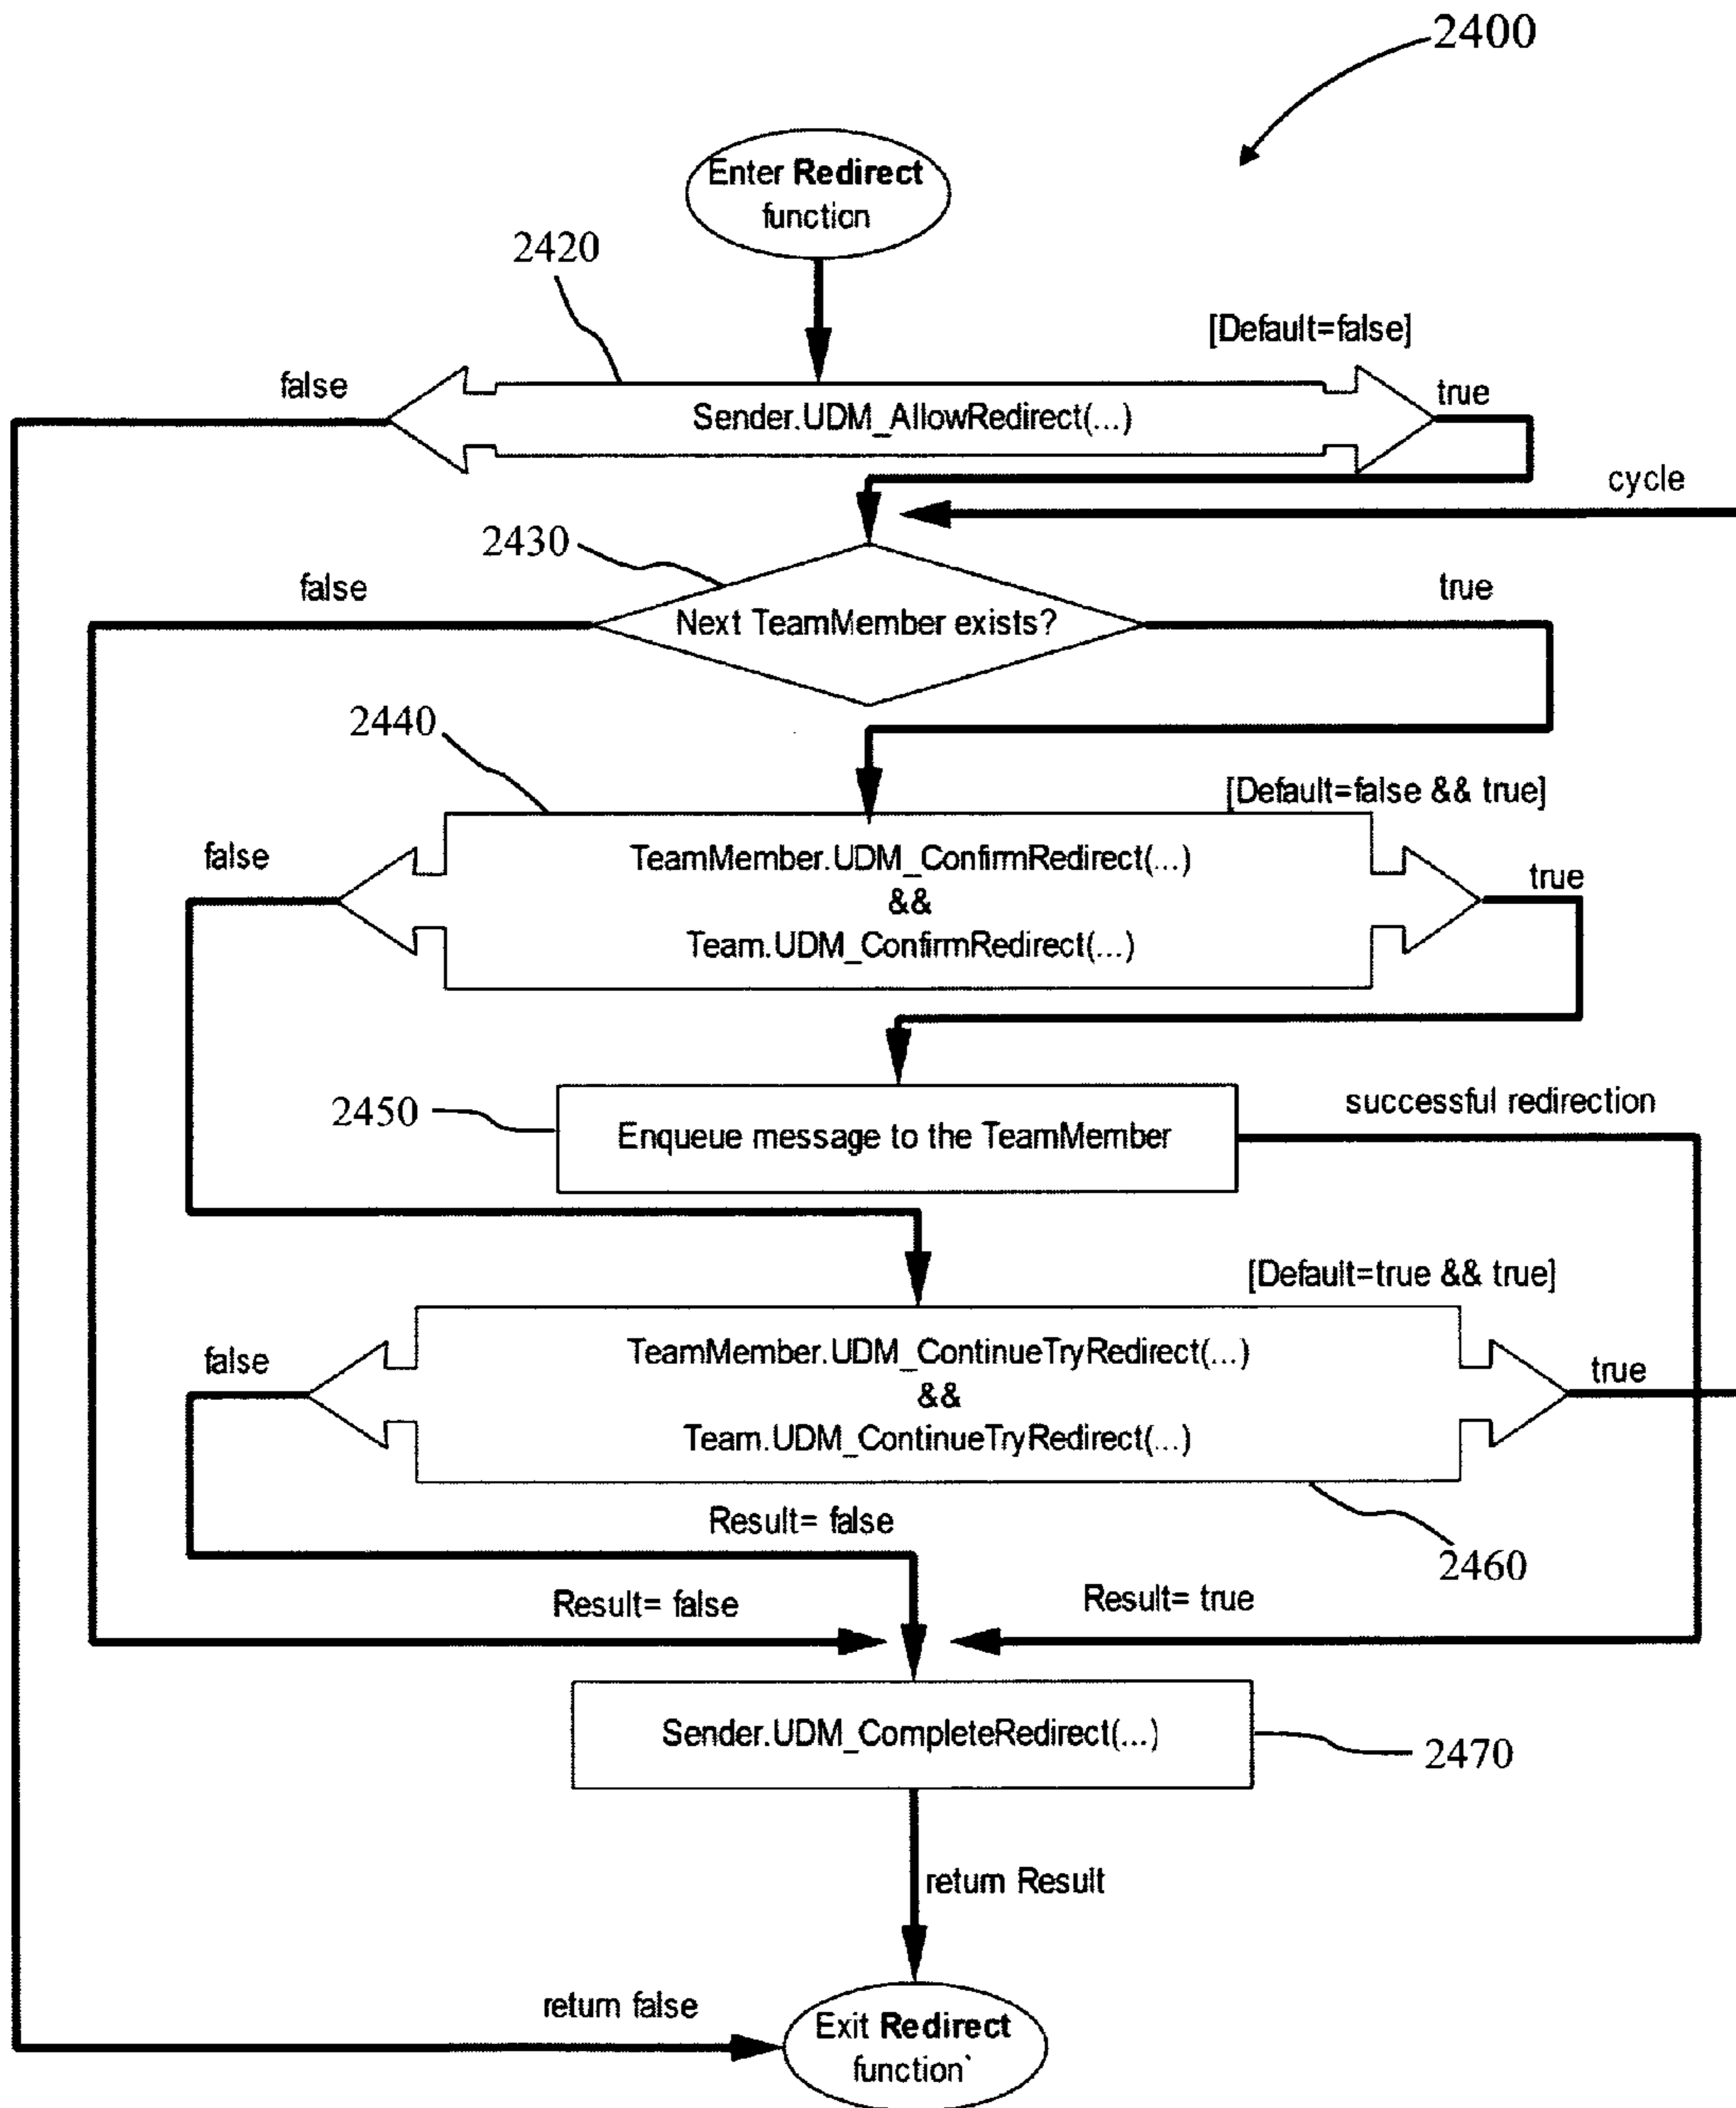 2400
Enter Redirect
function
2420
[Default=false]
false
true
Sender.UDM_AllowRedirect(...)
cycle
2430
false
true
Next TeamMember exists?
2440
[Default=false && true]
false
TeamMember.UDM_ConfirmRedirect(...)
true
&&
Team.UDM_ConfirmRedirect(...)
2450
successful redirection
Enqueue message to the TeamMember
[Default=true && true]
false
TeamMember.UDM_ContinueTryRedirect(...)
true
&&
Team.UDM_ContinueTryRedirect(...)
Result= false
2460
Result= false
Result= true
Sender.UDM_CompleteRedirect(...)
2470
return Result
return false
Exit Redirect
function`